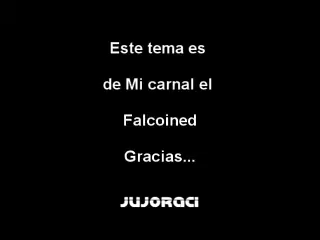 Este tema es
de Mi carnal el
Falcoined
Gracias...
JUJORACI